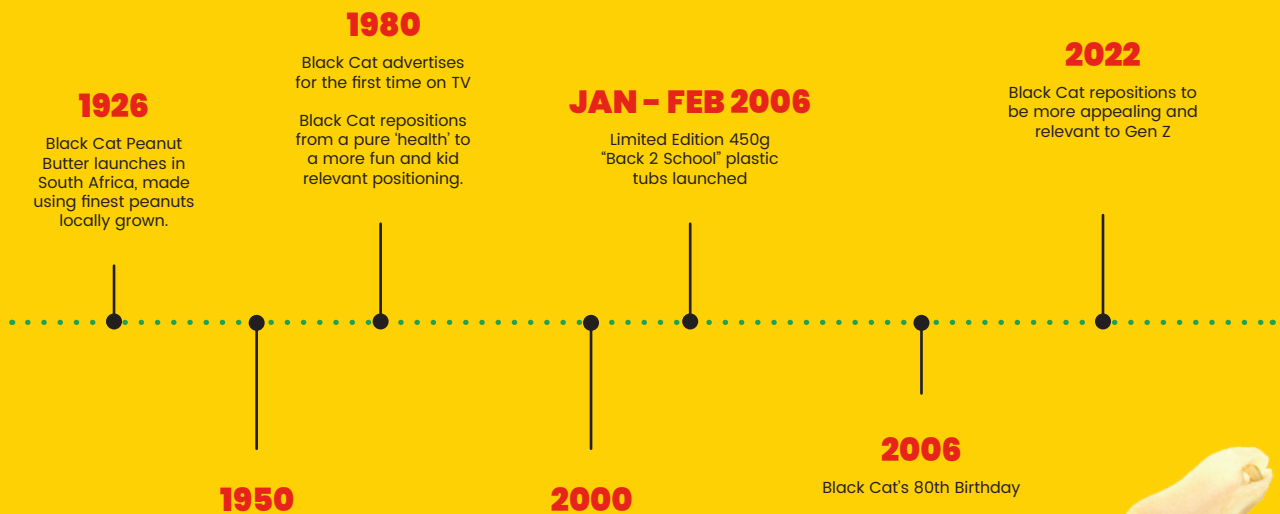 1926
Black Cat Peanut
Butter launches in
South Africa, made
using finest peanuts
locally grown.
1950
1980
Black Cat advertises
for the first time on TV
Black Cat repositions
from a pure 'health' to
a more fun and kid
relevant positioning.
2000
JAN – FEB 2006
Limited Edition 450g
“Back 2 School” plastic
tubs launched
2006
Black Cat's 80th Birthday
2022
Black Cat repositions to
be more appealing and
relevant to Gen Z